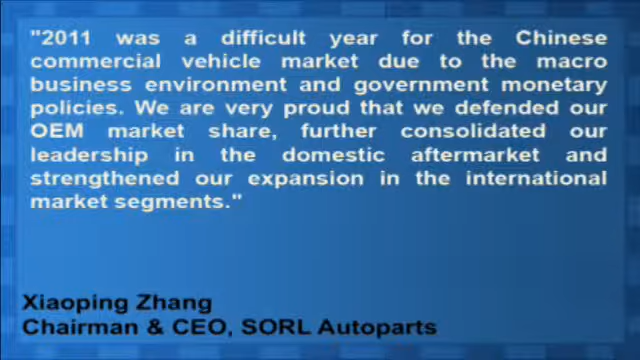 "2011 was a difficult year for the Chinese
commercial vehicle market due to the macro
business environment and government monetary
policies. We are very proud that we defended our
OEM market share, further consolidated our
leadership in the domestic aftermarket and
strengthened our expansion in the international
market segments."
Xiaoping Zhang
Chairman & CEO, SORL Autoparts